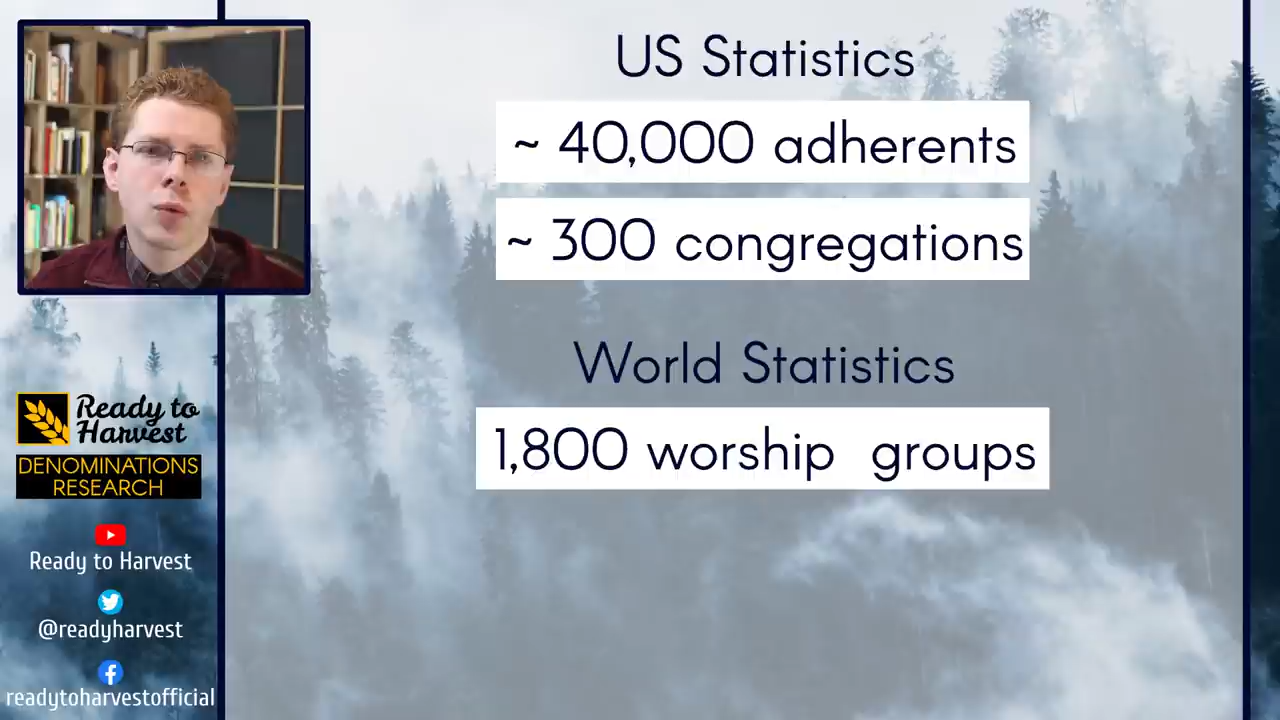 US Statistics
~ 40,000 adherents
~ 300 congregations
World Statistics
1,800 worship groups
Ready to
Harvest
DENOMINATIONS
RESEARCH
Ready to Harvest
@readyharvest
readytoharvestofficial